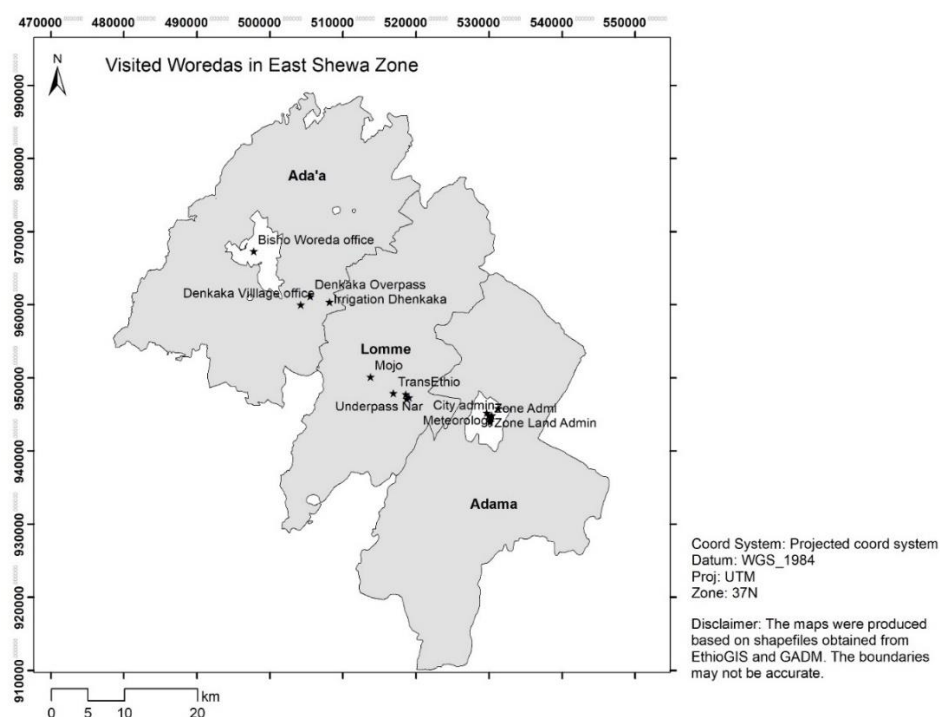 470000 480000 490000 500000 510000 520000 530000 540000 550000
N
Visited Woredas in East Shewa Zone
990000
980000
970000
960000
950000
940000
930000
920000
910000
Ada'a
Bisho Woreda office
Denkaka Overpass
Denkaka Village office
Irrigation Dhenkaka
Lomme
Mojo
TransEthio
Underpass Nar
City admin
Zone Admi
Meteorology
Zone Land Admin
Adama
Coord System: Projected coord system
Datum: WGS_1984
Proj: UTM
Zone: 37N
Disclaimer: The maps were produced
based on shapefiles obtained from
EthioGIS and GADM. The boundaries
may not be accurate.
km
0 5 10 20